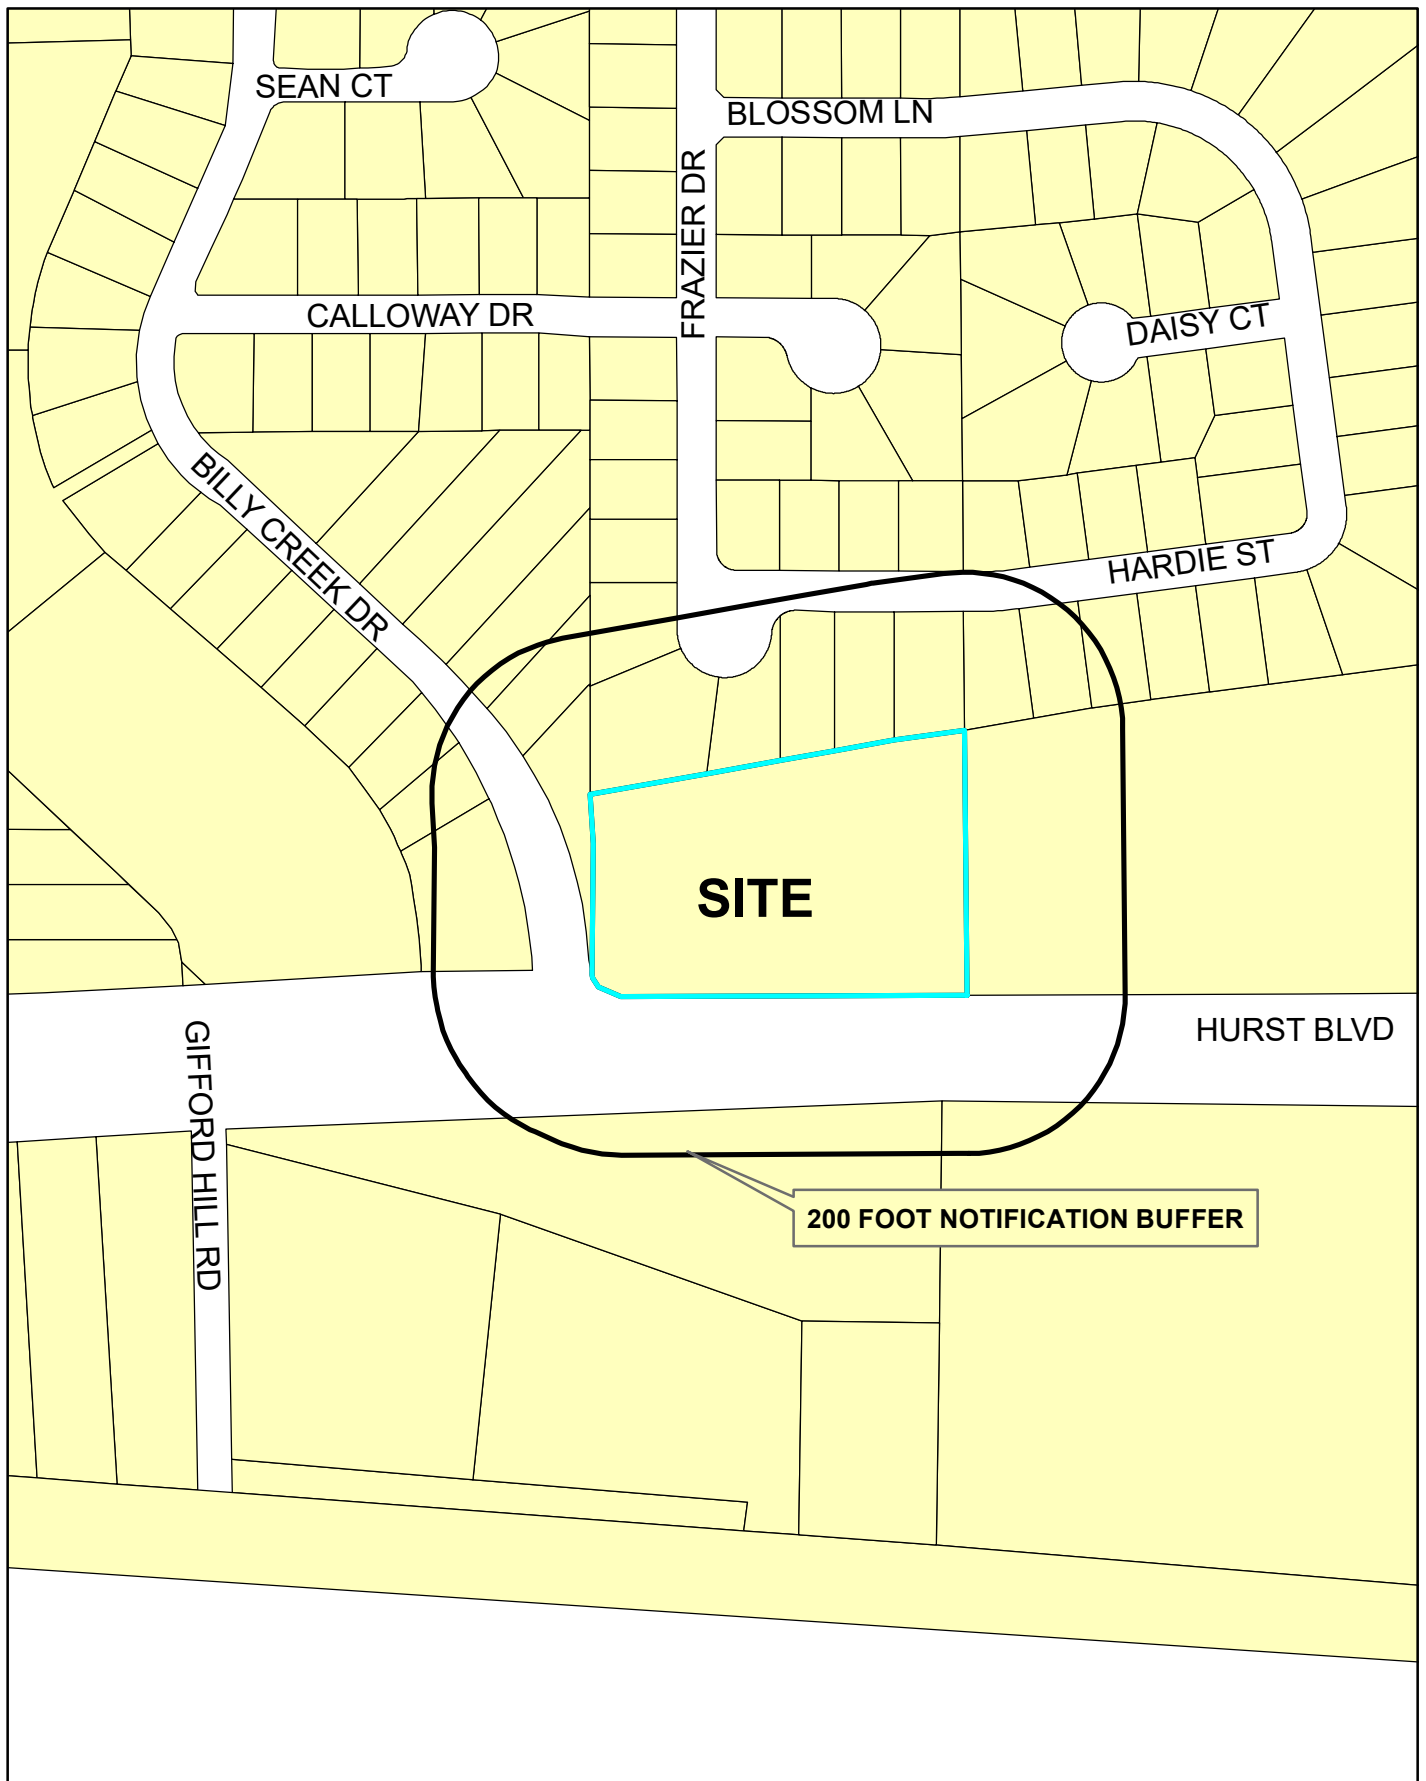 SEAN CT
BLOSSOM LN
FRAZIER DR
CALLOWAY DR
DAISY CT
BILLY CREEK DR
HARDIE ST
SITE
HURST BLVD
GIFFORD HILL RD
200 FOOT NOTIFICATION BUFFER